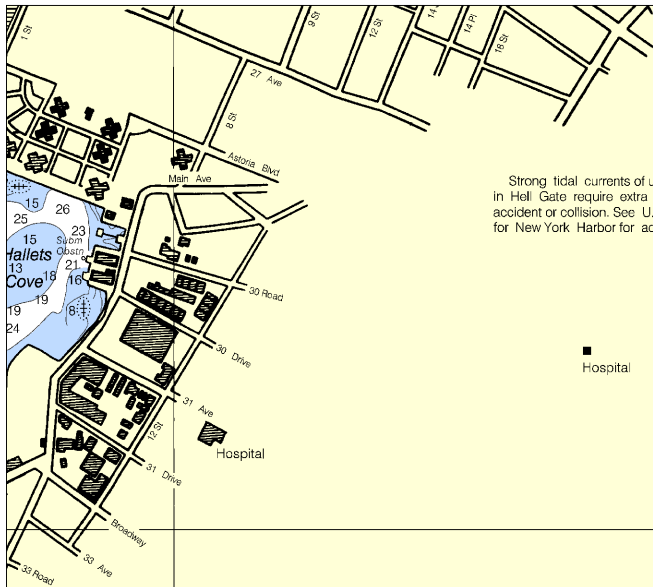 1 St
9 St
12 St
14
14 Pl
18 St
27 Ave
8 St
Astoria Blvd
Main Ave
Strong tidal currents of
in Hell Gate require extra
accident or collision. See U.
for New York Harbor for
15
26
25
23
15
Subm
Obstn
Hallets
21
13
18
16
Cove
19
19
8
24
30 Road
30 Drive
31 Ave
12 St
Hospital
Hospital
31 Drive
Broadway
33 Ave
33 Road